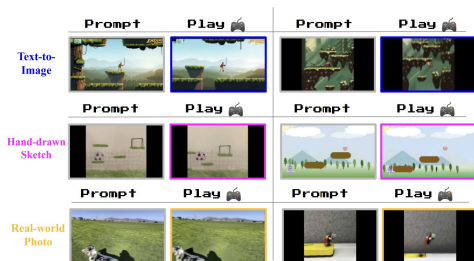 Prompt Play Prompt Play
Text-to-
Image
Prompt Play Prompt Play
Hand-drawn
Sketch
Prompt Play Prompt Play
Real-world
Photo